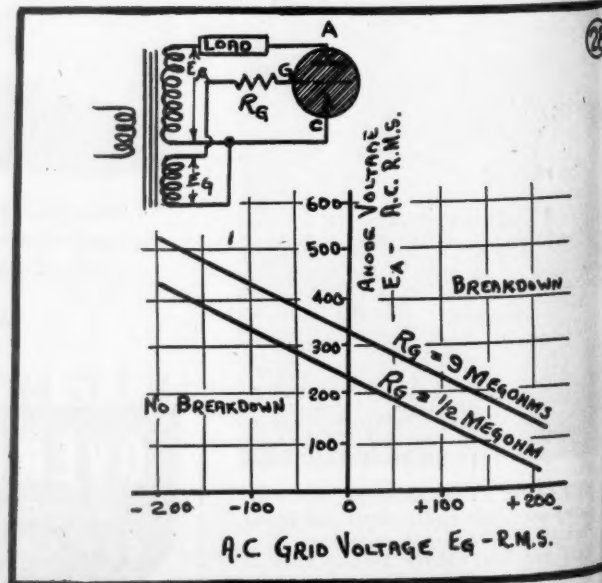 A
LOAD
EA
G
RG
C
EG
ANODE VOLTAGE
EA - A.C. R.M.S.
600
500
400
300
200
100
BREAKDOWN
RG = 9 MEGOHMS
RG = 1/2 MEGOHM
NO BREAKDOWN
-200 -100 0 +100 +200
A.C GRID VOLTAGE EG - R.M.S.